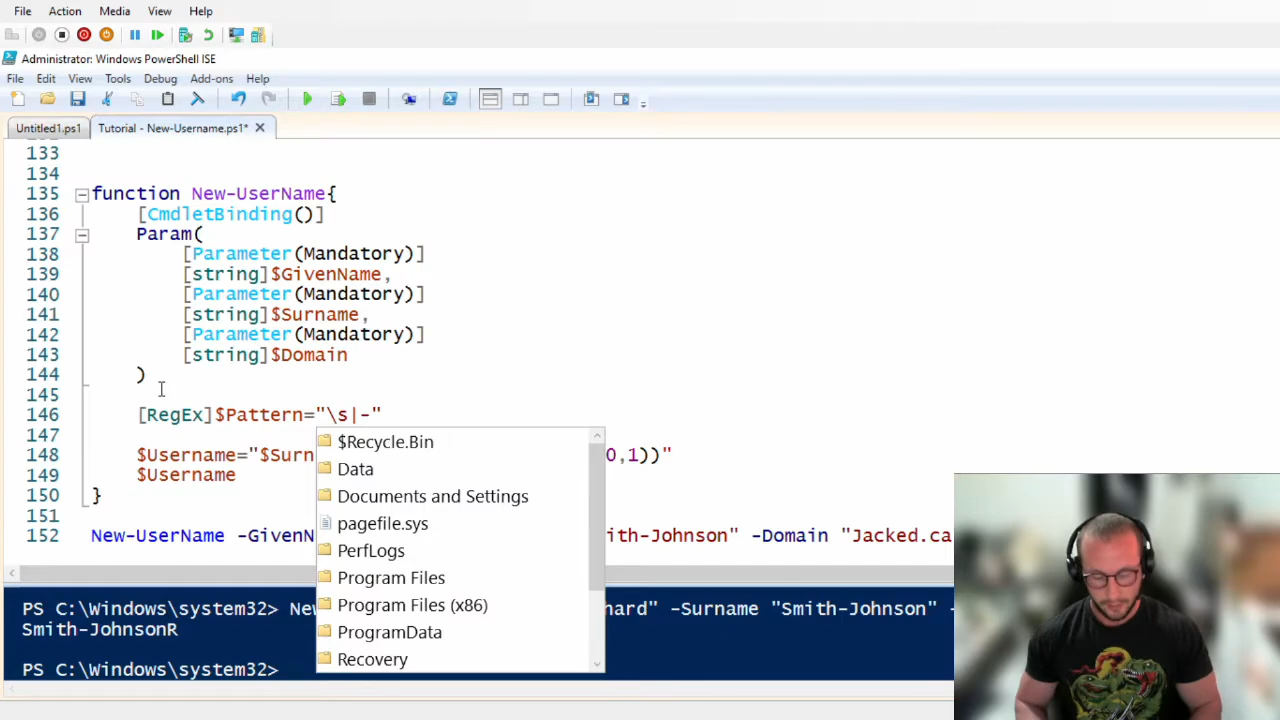 File Action Media View Help
Administrator: Windows PowerShell ISE
File Edit View Tools Debug Add-ons Help
Untitled1.ps1 Tutorial - New-Username.ps1*
133
134
135 function New-UserName{
136 [CmdletBinding()]
137 Param(
138 [Parameter(Mandatory)]
139 [string]$GivenName,
140 [Parameter(Mandatory)]
141 [string]$Surname,
142 [Parameter(Mandatory)]
143 [string]$Domain
144 )
145
146 [RegEx]$Pattern="\s|-"
147
148 $Username="$Surn 0,1))"
149 $Username
150 }
151
152 New-UserName -GivenN ith-Johnson" -Domain "Jacked.ca
$Recycle.Bin
Data
Documents and Settings
pagefile.sys
PerfLogs
Program Files
Program Files (x86)
ProgramData
Recovery
PS C:\Windows\system32> Ne hard" -Surname "Smith-Johnson" -
Smith-JohnsonR
PS C:\Windows\system32>